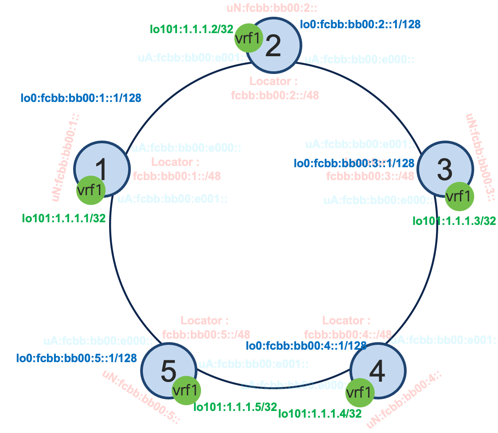 uN:fcbb:bb00:2::
lo101:1.1.1.2/32
lo0:fcbb:bb00:2::1/128
vrf1
2
uA:fcbb:bb00:e001::
uA:fcbb:bb00:e000::
Locator :
fcbb:bb00:2::/48
lo0:fcbb:bb00:1::1/128
uN:fcbb:bb00:1::
uA:fcbb:bb00:e000::
1
Locator :
fcbb:bb00:1::/48
vrf1
uA:fcbb:bb00:e001::
lo101:1.1.1.1/32
uN:fcbb:bb00:3::
uA:fcbb:bb00:e001::
Locator :
lo0:fcbb:bb00:3::1/128
fcbb:bb00:3::/48
3
vrf1
lo101:1.1.1.3/32
Locator :
fcbb:bb00:5::/48
lo0:fcbb:bb00:5::1/128
5
vrf1
uA:fcbb:bb00:e001::
uN:fcbb:bb00:5::
lo101:1.1.1.5/32
Locator :
fcbb:bb00:4::/48
lo0:fcbb:bb00:4::1/128
uA:fcbb:bb00:e001::
4
vrf1
lo101:1.1.1.4/32
uN:fcbb:bb00:4::